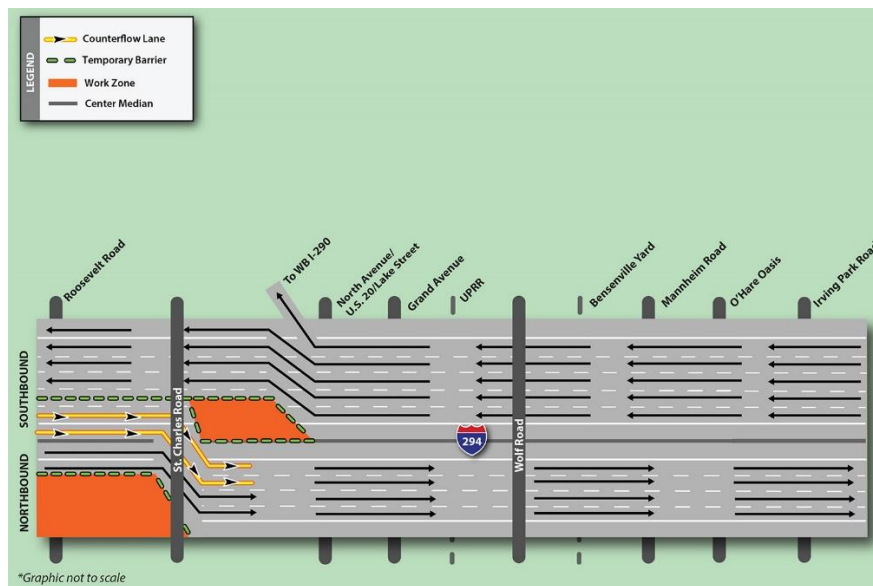 LEGEND
Counterflow Lane
Temporary Barrier
Work Zone
Center Median
Roosevelt Road
To WB I-290
North Avenue/
U.S. 20/Lake Street
Grand Avenue
UPRR
Bensenville Yard
Mannheim Road
O'Hare Oasis
Irving Park Road
SOUTHBOUND
St. Charles Road
294
Wolf Road
NORTHBOUND
*Graphic not to scale